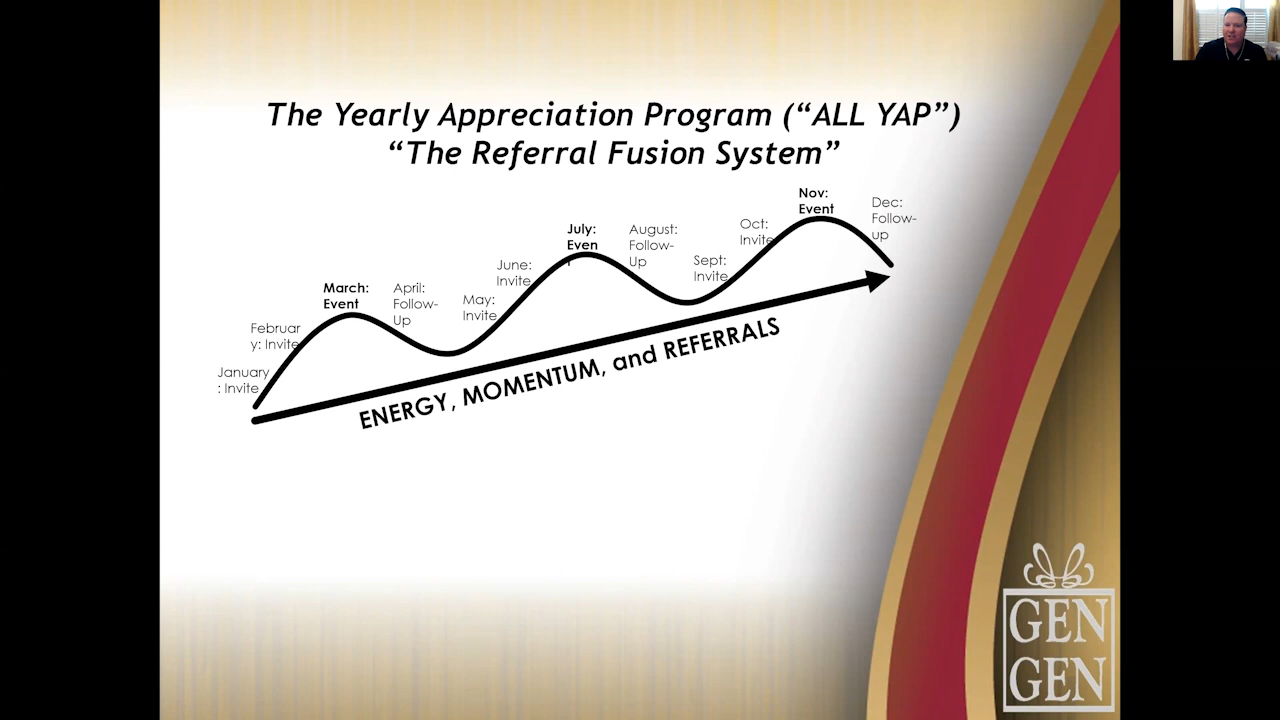 The Yearly Appreciation Program (“ALL YAP”)
“The Referral Fusion System”
January
: Invite
Februar
y: Invite
March:
Event
April:
Follow-
Up
May:
Invite
June:
Invite
July:
Even
August:
Follow-
Up
Sept:
Invite
Oct:
Invite
Nov:
Event
Dec:
Follow-
up
ENERGY, MOMENTUM, and REFERRALS
GEN
GEN